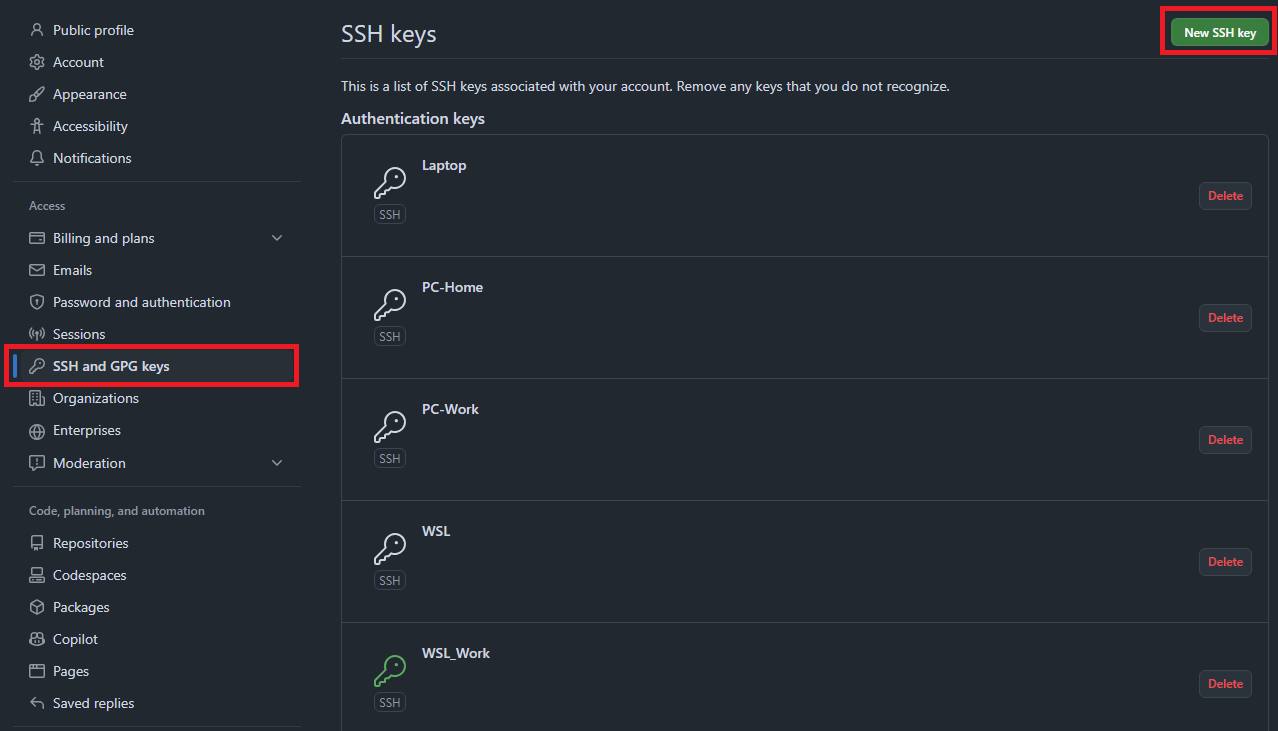 Public profile
Account
Appearance
Accessibility
Notifications
Access
Billing and plans
Emails
Password and authentication
Sessions
SSH and GPG keys
Organizations
Enterprises
Moderation
Code, planning, and automation
Repositories
Codespaces
Packages
Copilot
Pages
Saved replies
SSH keys
New SSH key
This is a list of SSH keys associated with your account. Remove any keys that you do not recognize.
Authentication keys
Laptop
SSH
Delete
PC-Home
SSH
Delete
PC-Work
SSH
Delete
WSL
SSH
Delete
WSL_Work
SSH
Delete